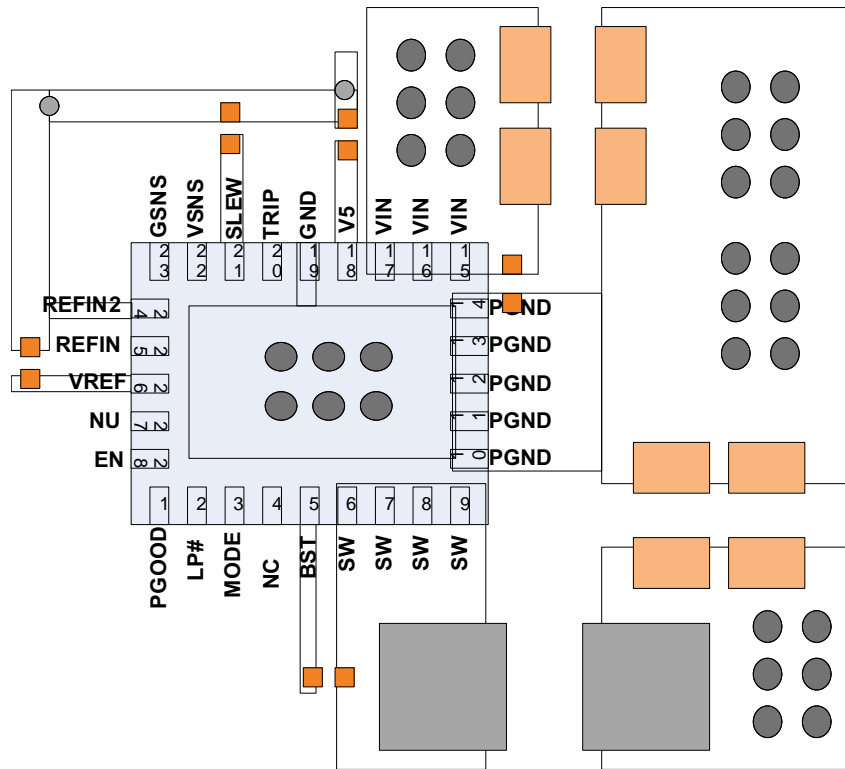 GSNS
VSNS
SLEW
TRIP
GND
V5
VIN
VIN
VIN
23
22
21
20
19
18
17
16
15
REFIN2
24
14
PGND
REFIN
25
13
PGND
VREF
26
12
PGND
NU
27
11
PGND
EN
28
10
PGND
1
2
3
4
5
6
7
8
9
PGOOD
LP#
MODE
NC
BST
SW
SW
SW
SW